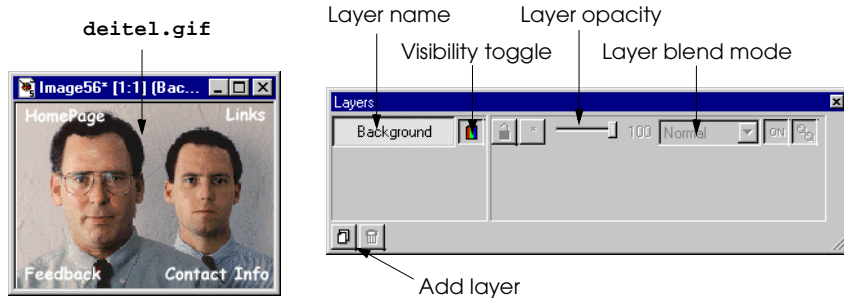 deitel.gif
Image56* [1:1] (Bac...
HomePage Links
Feedback Contact Info
Layer name
Layer opacity
Visibility toggle
Layer blend mode
Layers
Background
100 Normal ON
Add layer